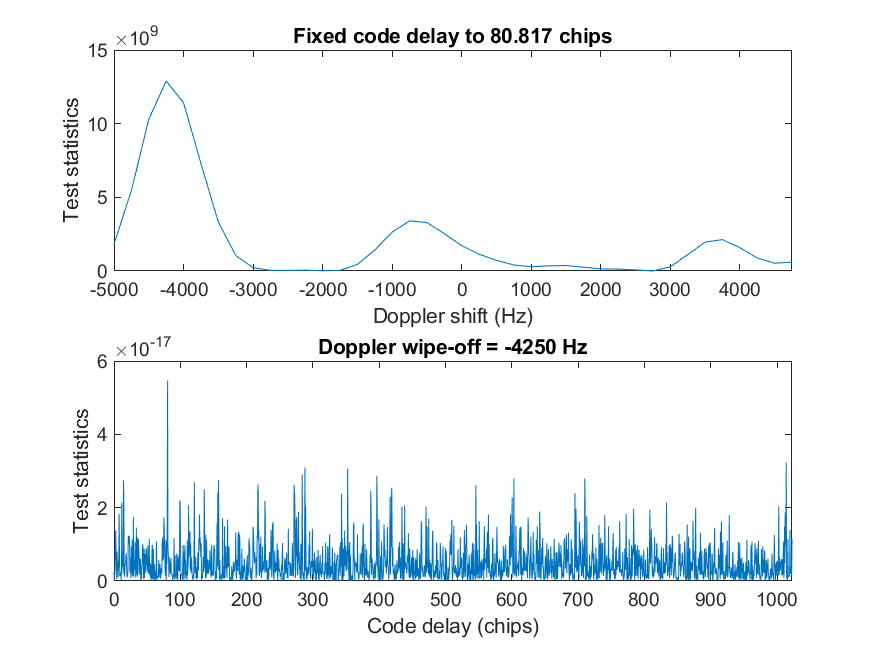 Fixed code delay to 80.817 chips
×10^9
15
10
5
0
Test statistics
-5000 -4000 -3000 -2000 -1000 0 1000 2000 3000 4000
Doppler shift (Hz)
Doppler wipe-off = -4250 Hz
×10^-17
6
4
2
0
Test statistics
0 100 200 300 400 500 600 700 800 900 1000
Code delay (chips)